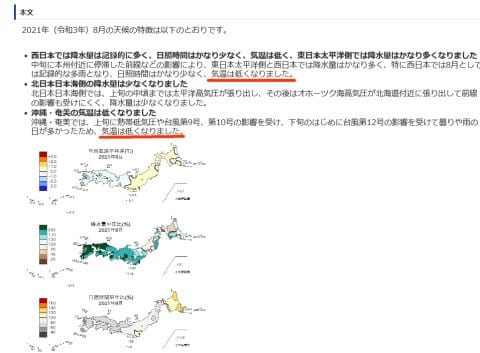 本文
2021年（令和3年）8月の天候の特徴は以下のとおりです。
西日本では降水量は記録的に多く、日照時間はかなり少なく、気温は低く、東日本太平洋側では降水量はかなり多くなりました
中旬に本州付近に停滞した前線などの影響により、東日本太平洋側と西日本では降水量はかなり多く、特に西日本では8月として
は記録的な多雨となり、日照時間はかなり少なく、気温は低くなりました。
北日本日本海側の降水量は少なくなりました
北日本日本海側では、上旬の中頃までは太平洋高気圧が張り出し、その後はオホーツク海高気圧が北海道付近に張り出して前線
の影響も受けにくく、降水量は少なくなりました。
沖縄・奄美の気温は低くなりました
沖縄・奄美では、上旬に熱帯低気圧や台風第9号、第10号の影響を受け、下旬のはじめに台風第12号の影響を受けて曇りや雨の
日が多かったため、気温は低くなりました。
平均気温平年差(℃)
2021年8月
降水量平年比(%)
2021年8月
日照時間平年比(%)
2021年8月